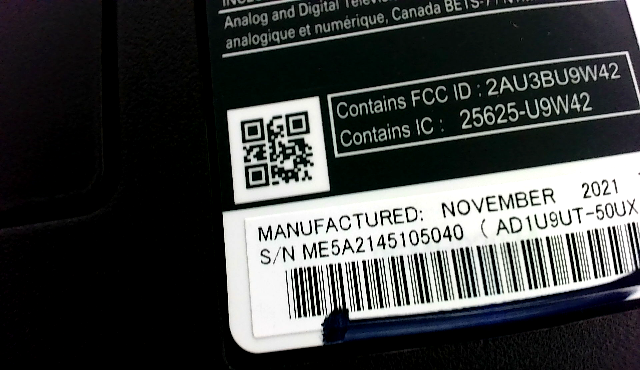 Analog and Digital
analogique et numérique, Canada BETS-7 /
Contains FCC ID : 2AU3BU9W42
Contains IC : 25625-U9W42
MANUFACTURED: NOVEMBER 2021
S/N ME5A2145105040 ( AD1U9UT-50UX